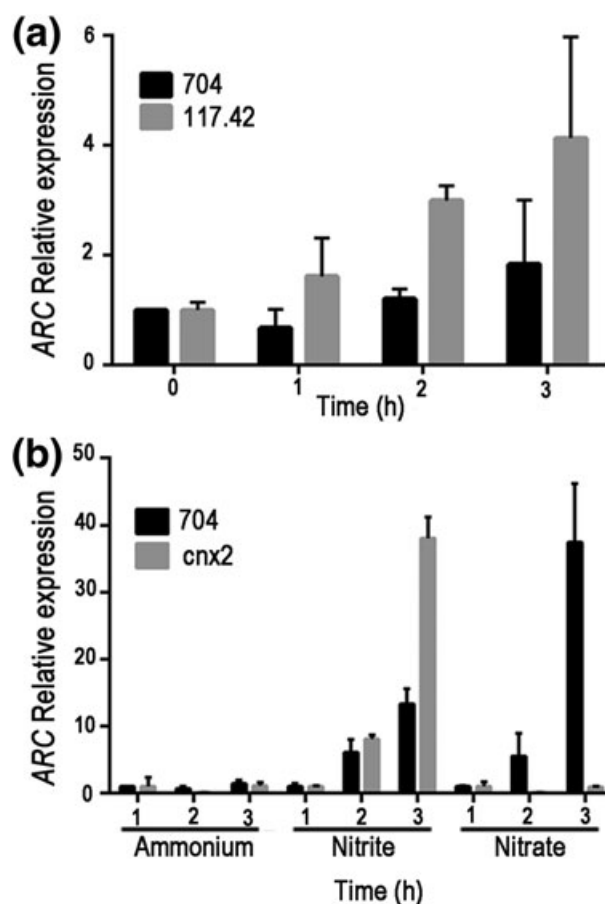 (a)
ARC Relative expression
6
4
2
0
704
117.42
0 1 2 3
Time (h)
(b)
ARC Relative expression
50
40
30
20
10
0
704
cnx2
1 2 3 1 2 3 1 2 3
Ammonium Nitrite Nitrate
Time (h)